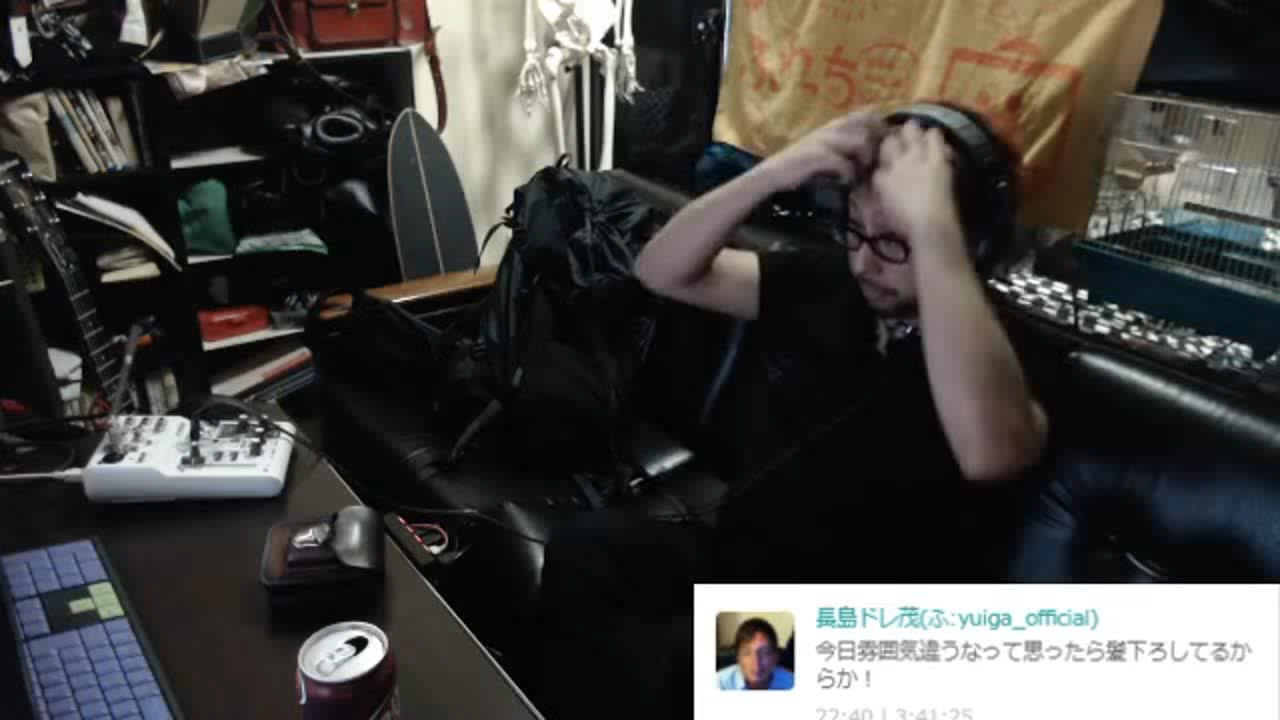 長島ドレ茂(ふ:yuiga_official)
今日雰囲気違うなって思ったら髪下ろしてるか
らか！
22:40 | 3:41:25